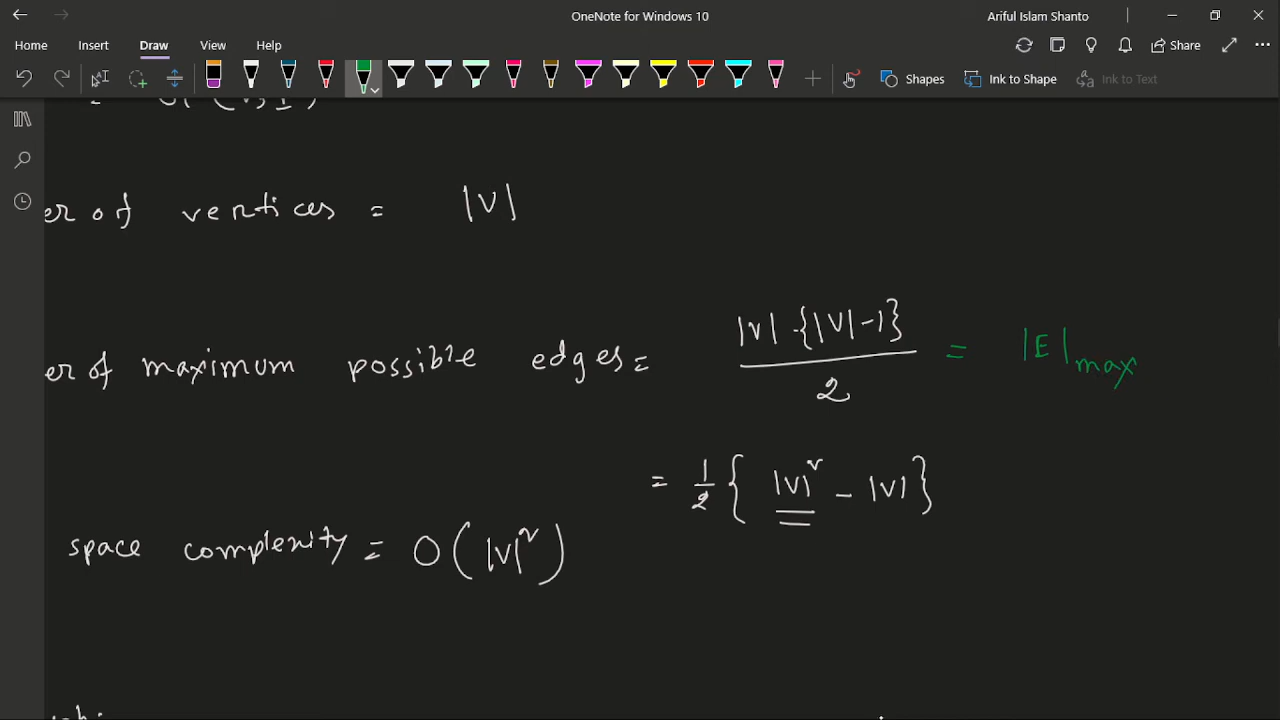 OneNote for Windows 10
Ariful Islam Shanto
Home Insert Draw View Help
Share
Shapes Ink to Shape Ink to Text
er of vertices = |V|
er of maximum possible edges = |V| · {|V| - 1} / 2 = |E|max
= 1/2 { |V|² - |V| }
space complexity = O(|V|²)